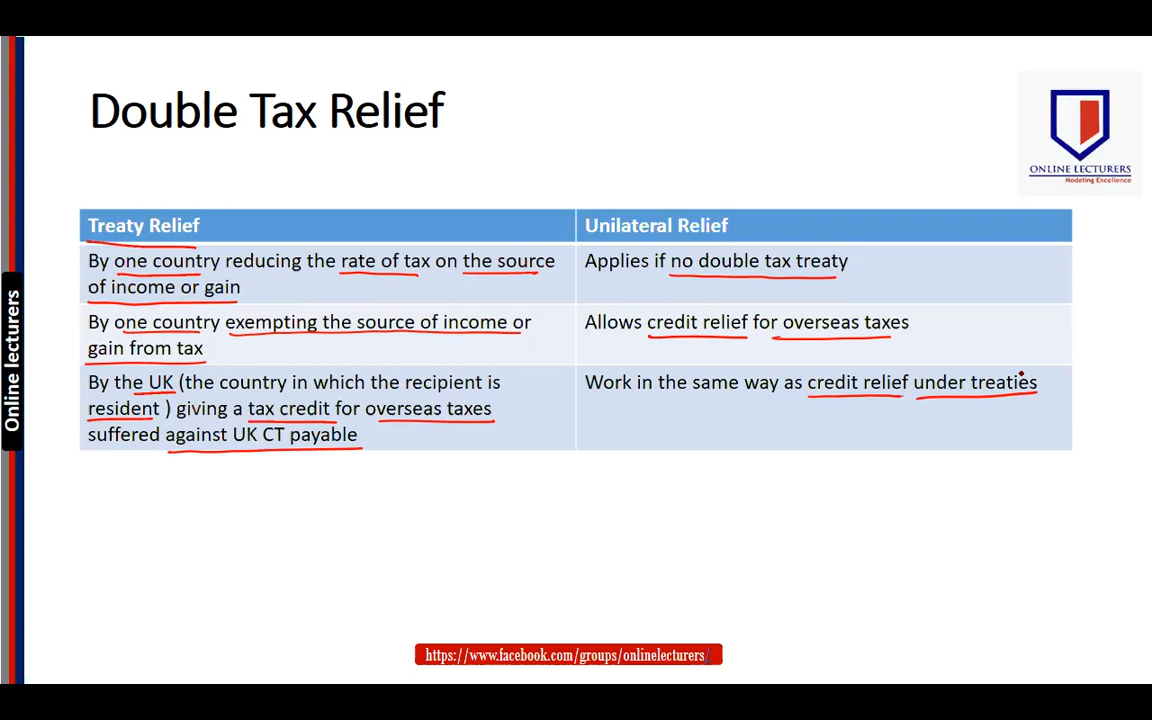 Double Tax Relief
ONLINE LECTURERS
Modeling Excellence
Online lecturers
Treaty Relief
Unilateral Relief
By one country reducing the rate of tax on the source
of income or gain
Applies if no double tax treaty
By one country exempting the source of income or
gain from tax
Allows credit relief for overseas taxes
By the UK (the country in which the recipient is
resident ) giving a tax credit for overseas taxes
suffered against UK CT payable
Work in the same way as credit relief under treaties
https://www.facebook.com/groups/onlinelecturers/